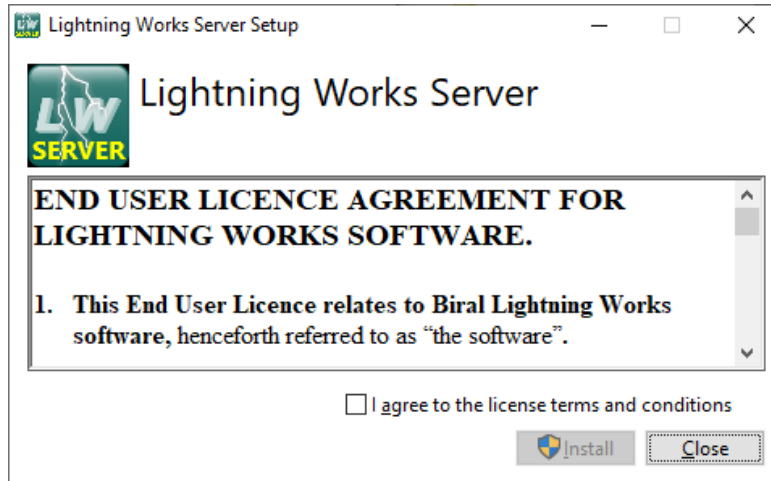 Lightning Works Server Setup
LW
SERVER
Lightning Works Server
END USER LICENCE AGREEMENT FOR
LIGHTNING WORKS SOFTWARE.
1. This End User Licence relates to Biral Lightning Works
software, henceforth referred to as “the software”.
I agree to the license terms and conditions
Install
Close